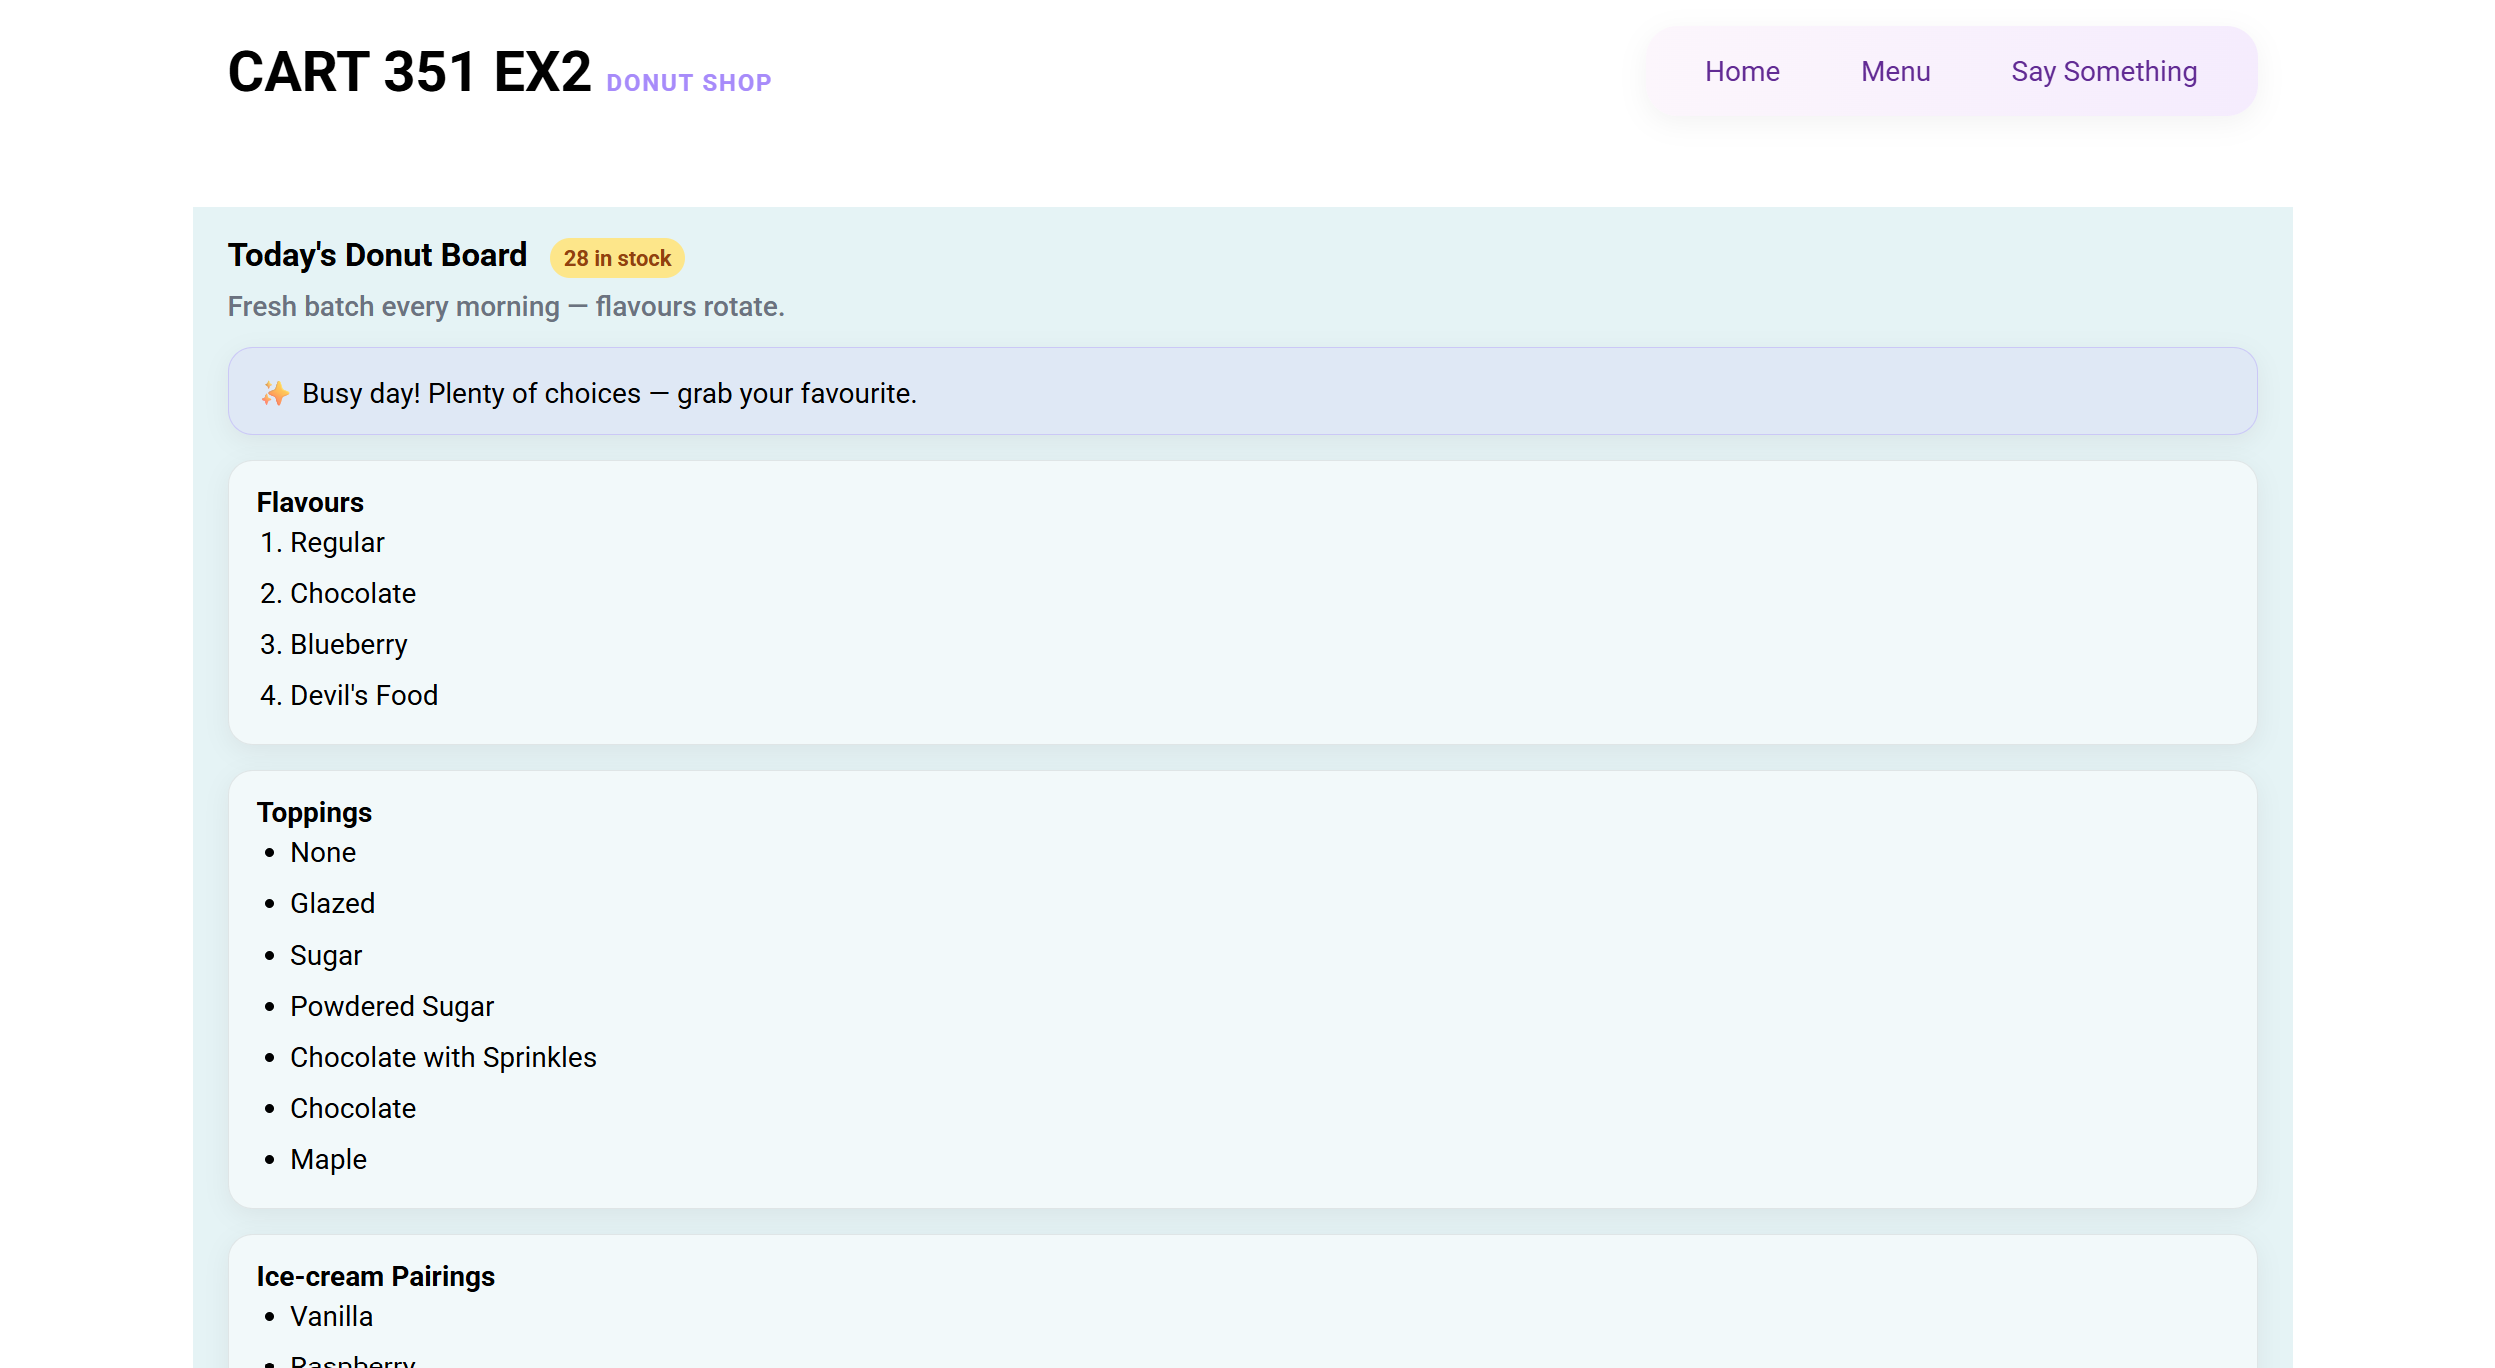 CART 351 EX2 DONUT SHOP
Home Menu Say Something
Today's Donut Board 28 in stock
Fresh batch every morning — flavours rotate.
✨ Busy day! Plenty of choices — grab your favourite.
Flavours
1. Regular
2. Chocolate
3. Blueberry
4. Devil's Food
Toppings
• None
• Glazed
• Sugar
• Powdered Sugar
• Chocolate with Sprinkles
• Chocolate
• Maple
Ice-cream Pairings
• Vanilla
• Raspberry